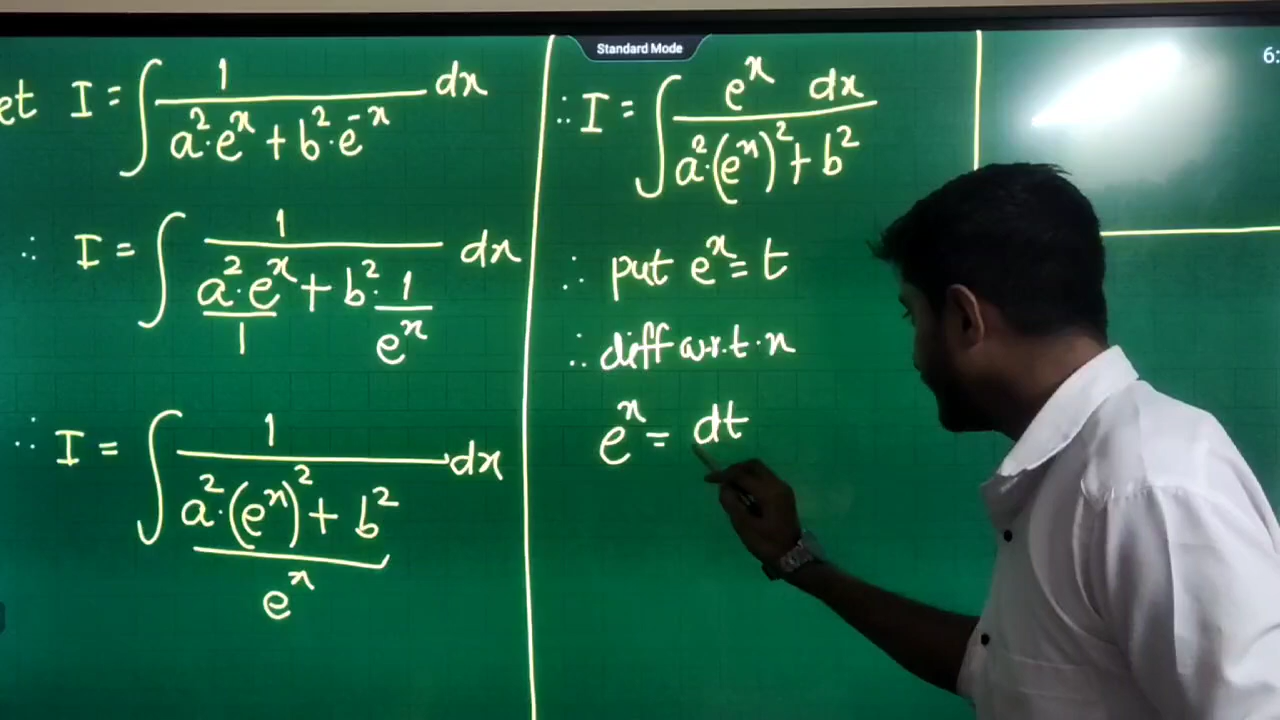 Standard Mode
6:
et I = ∫ 1 / (a²·eˣ + b²·e⁻ˣ) dx
∴ I = ∫ 1 / (a²·eˣ/1 + b²·1/eˣ) dx
∴ I = ∫ 1 / ((a²·(eˣ)² + b²)/eˣ) dx
∴ I = ∫ eˣ dx / (a²·(eˣ)² + b²)
∴ put eˣ = t
∴ diff w.r.t. x
eˣ = dt